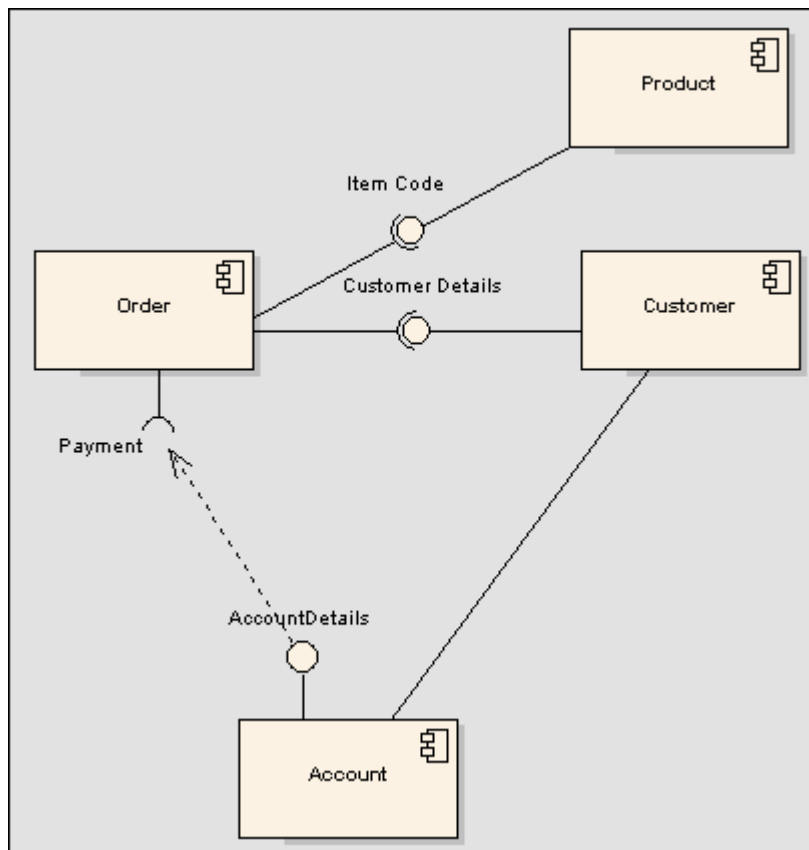 Product
Item Code
Order
Customer Details
Customer
Payment
AccountDetails
Account